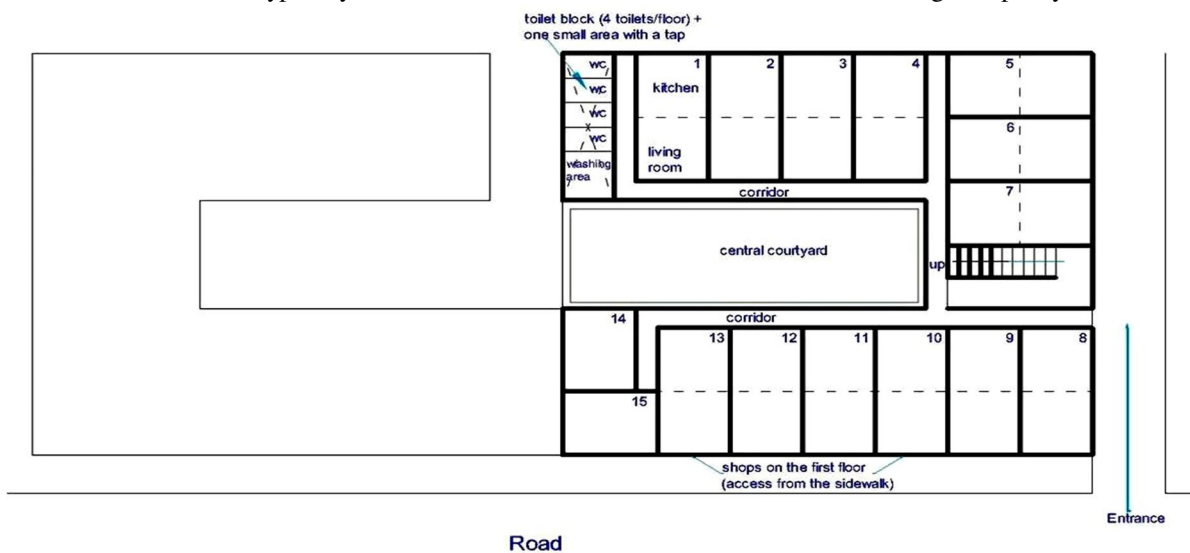 toilet block (4 toilets/floor) +
one small area with a tap
wc
wc
wc
wc
washing
area
1
kitchen
living
room
2
3
4
5
6
7
corridor
central courtyard
up
corridor
14
15
13
12
11
10
9
8
shops on the first floor
(access from the sidewalk)
Entrance
Road